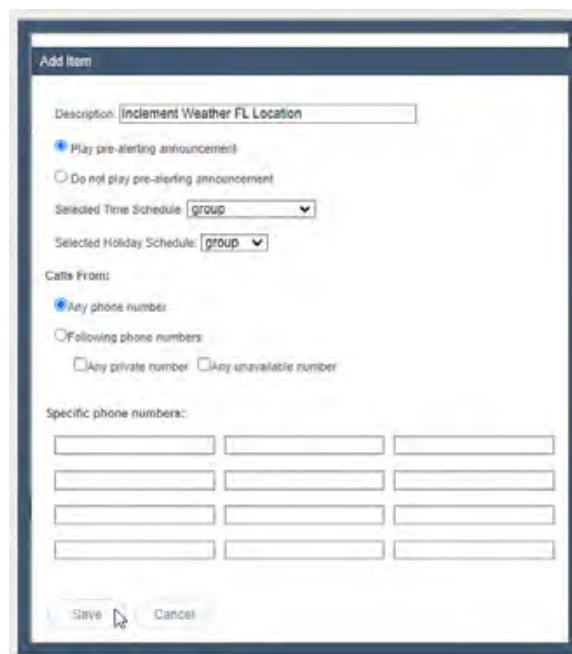 Add Item
Description: Inclement Weather FL Location
Play pre-alerting announcement
Do not play pre-alerting announcement
Selected Time Schedule: group
Selected Holiday Schedule: group
Calls From:
Any phone number
Following phone numbers:
Any private number Any unavailable number
Specific phone numbers:
Save Cancel